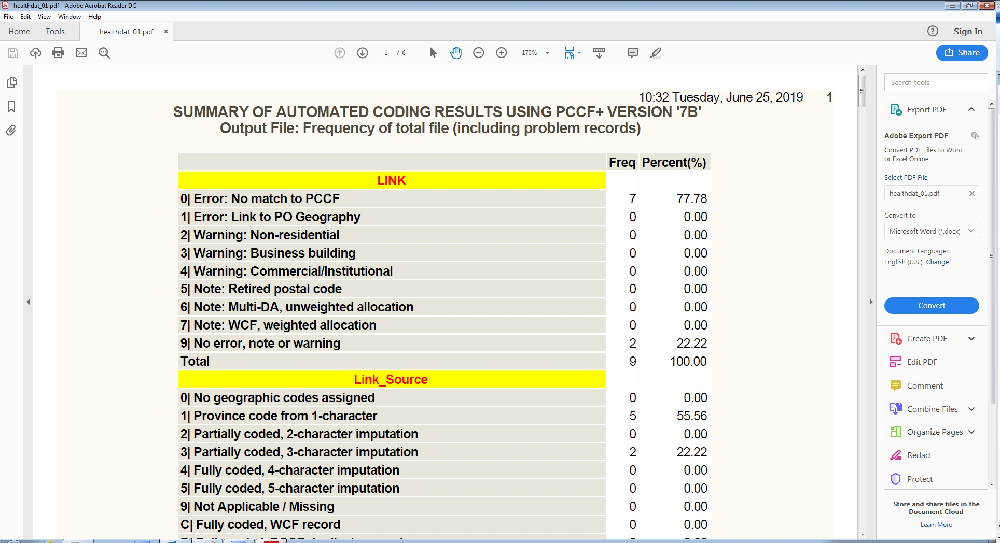 healthdat_01.pdf - Adobe Acrobat Reader DC
File Edit View Window Help
Home Tools healthdat_01.pdf × ? Sign In
1 / 6 170% Share
10:32 Tuesday, June 25, 2019 1
SUMMARY OF AUTOMATED CODING RESULTS USING PCCF+ VERSION '7B'
Output File: Frequency of total file (including problem records)
Freq Percent(%)
LINK
0| Error: No match to PCCF 7 77.78
1| Error: Link to PO Geography 0 0.00
2| Warning: Non-residential 0 0.00
3| Warning: Business building 0 0.00
4| Warning: Commercial/Institutional 0 0.00
5| Note: Retired postal code 0 0.00
6| Note: Multi-DA, unweighted allocation 0 0.00
7| Note: WCF, weighted allocation 0 0.00
9| No error, note or warning 2 22.22
Total 9 100.00
Link_Source
0| No geographic codes assigned 0 0.00
1| Province code from 1-character 5 55.56
2| Partially coded, 2-character imputation 0 0.00
3| Partially coded, 3-character imputation 2 22.22
4| Fully coded, 4-character imputation 0 0.00
5| Fully coded, 5-character imputation 0 0.00
9| Not Applicable / Missing 0 0.00
C| Fully coded, WCF record 0 0.00
Search tools
Export PDF
Adobe Export PDF
Convert PDF Files to Word
or Excel Online
Select PDF File
healthdat_01.pdf
Convert to
Microsoft Word (*.docx)
Document Language:
English (U.S.) Change
Convert
Create PDF
Edit PDF
Comment
Combine Files
Organize Pages
Redact
Protect
Store and share files in the
Document Cloud
Learn More